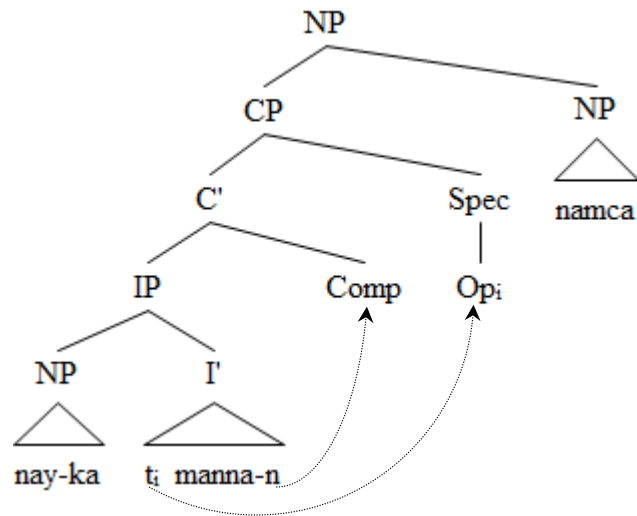 NP
CP NP
C' Spec namca
IP Comp Opᵢ
NP I'
nay-ka tᵢ manna-n